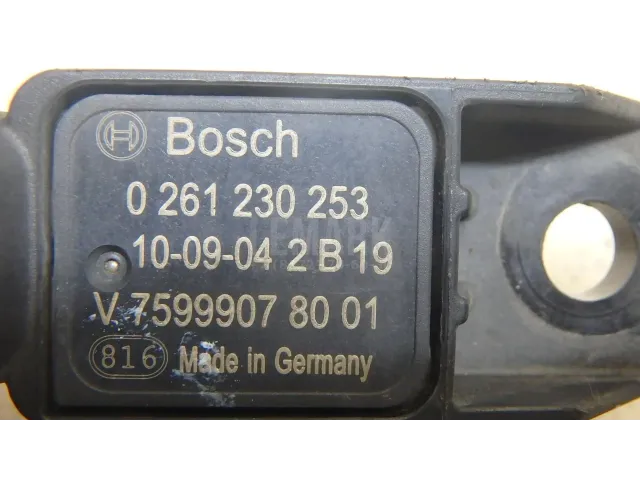 Bosch
0 261 230 253
10-09-04 2 B 19
V 7599907 80 01
816 Made in Germany